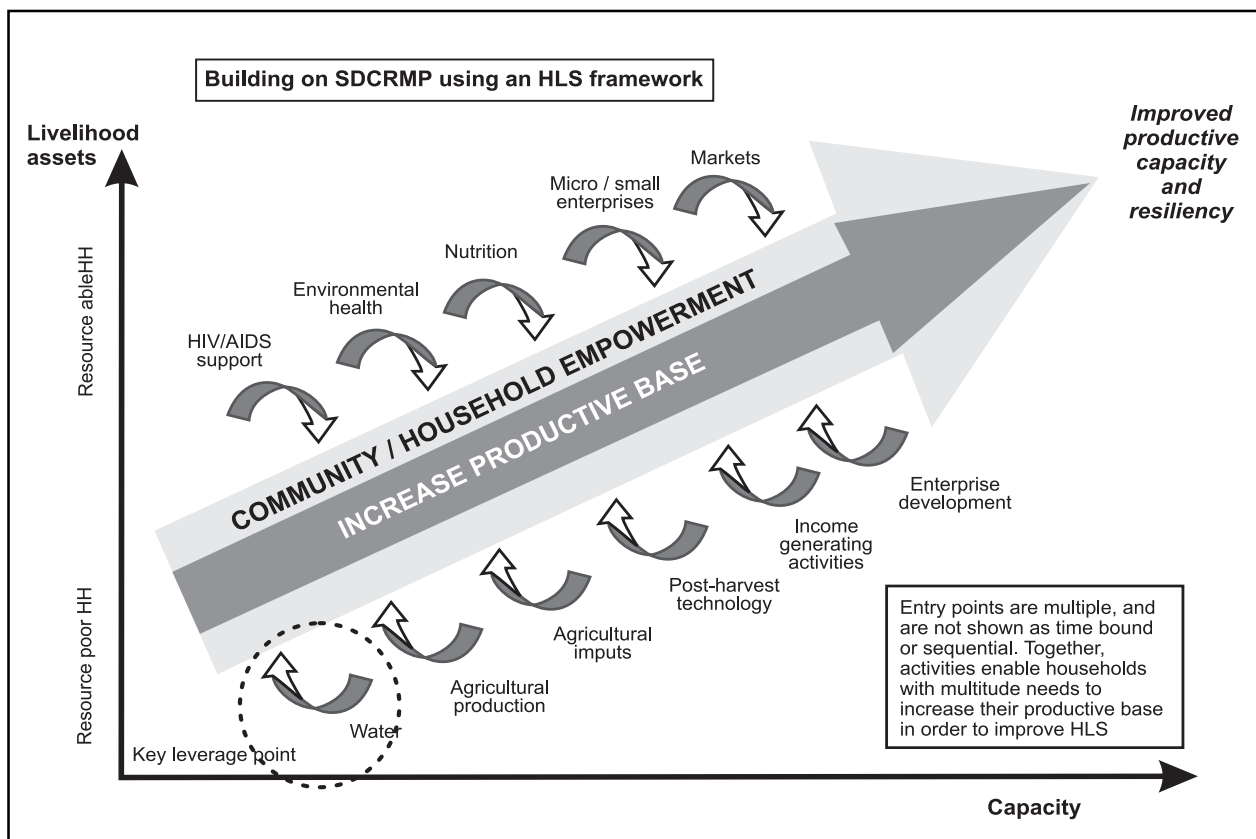 Building on SDCRMP using an HLS framework
Livelihood
assets
Improved
productive
capacity
and
resiliency
Markets
Micro / small
enterprises
Nutrition
Environmental
health
HIV/AIDS
support
Resource ableHH
Resource poor HH
COMMUNITY / HOUSEHOLD EMPOWERMENT
INCREASE PRODUCTIVE BASE
Enterprise
development
Income
generating
activities
Post-harvest
technology
Agricultural
imputs
Agricultural
production
Water
Key leverage point
Entry points are multiple, and
are not shown as time bound
or sequential. Together,
activities enable households
with multitude needs to
increase their productive base
in order to improve HLS
Capacity